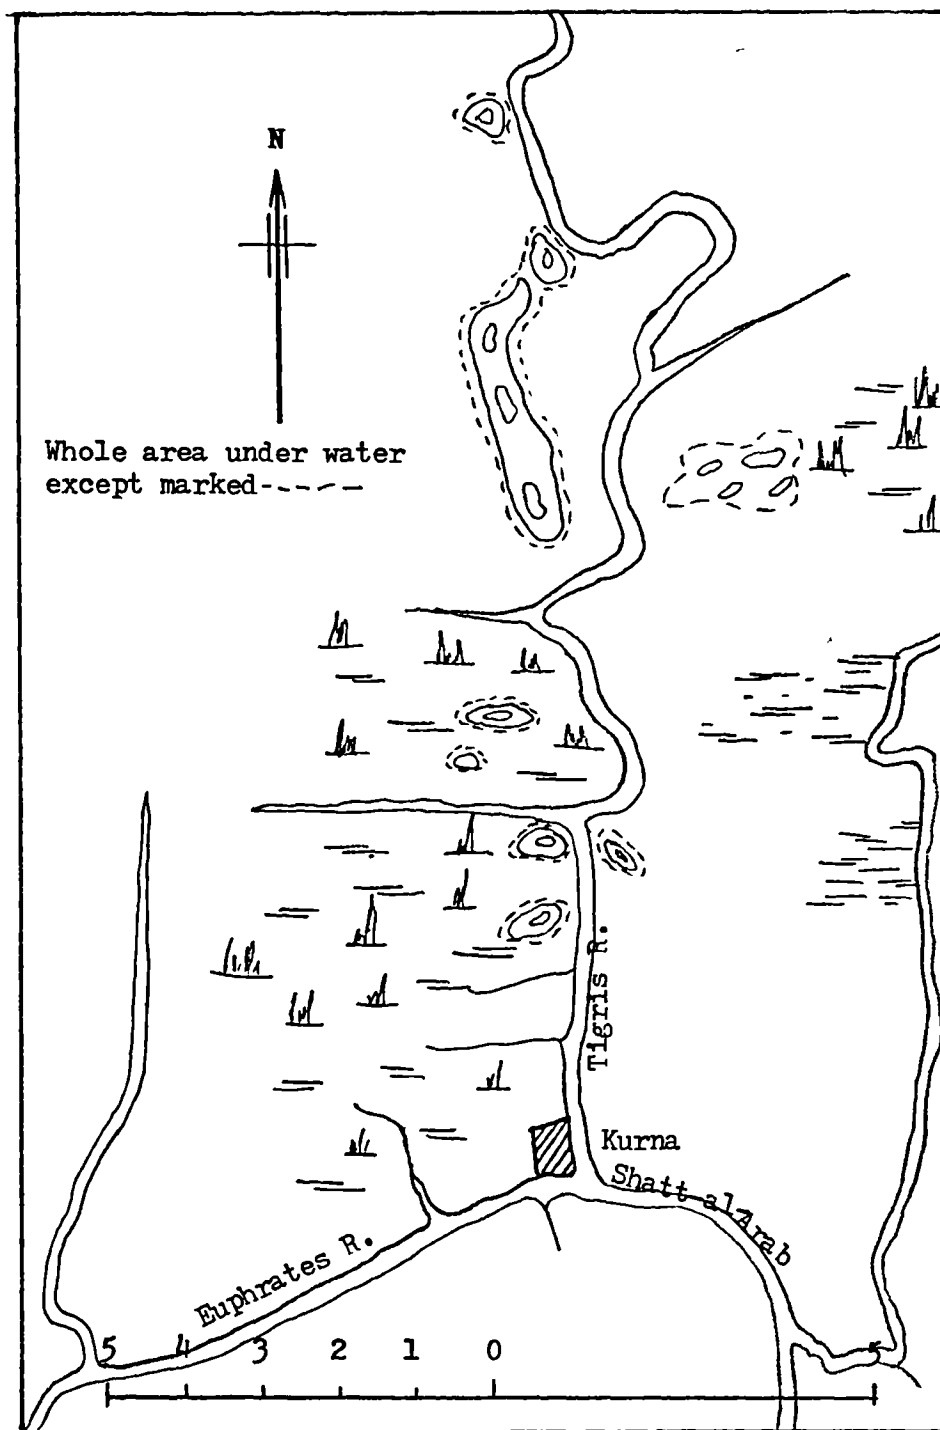 N
Whole area under water
except marked-----
Tigris R.
Kurna
Shatt-al-Arab
Euphrates R.
5 4 3 2 1 0 5